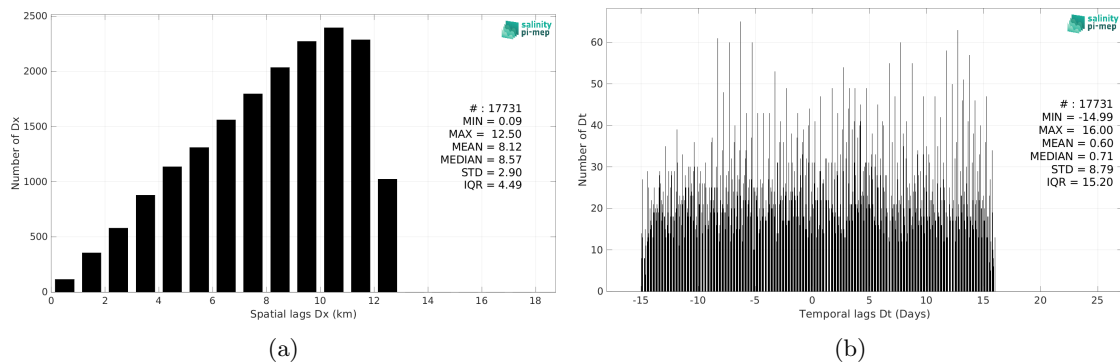 2500
2000
1500
1000
500
0
Number of Dx
0 2 4 6 8 10 12 14 16 18
Spatial lags Dx (km)
salinity
pi-mep
# : 17731
MIN = 0.09
MAX = 12.50
MEAN = 8.12
MEDIAN = 8.57
STD = 2.90
IQR = 4.49
(a)
60
50
40
30
20
10
0
Number of Dt
-15 -10 -5 0 5 10 15 20 25
Temporal lags Dt (Days)
salinity
pi-mep
# : 17731
MIN = -14.99
MAX = 16.00
MEAN = 0.60
MEDIAN = 0.71
STD = 8.79
IQR = 15.20
(b)